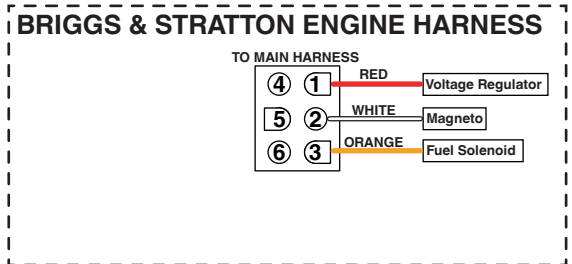 BRIGGS & STRATTON ENGINE HARNESS
TO MAIN HARNESS
4 1 RED Voltage Regulator
5 2 WHITE Magneto
6 3 ORANGE Fuel Solenoid